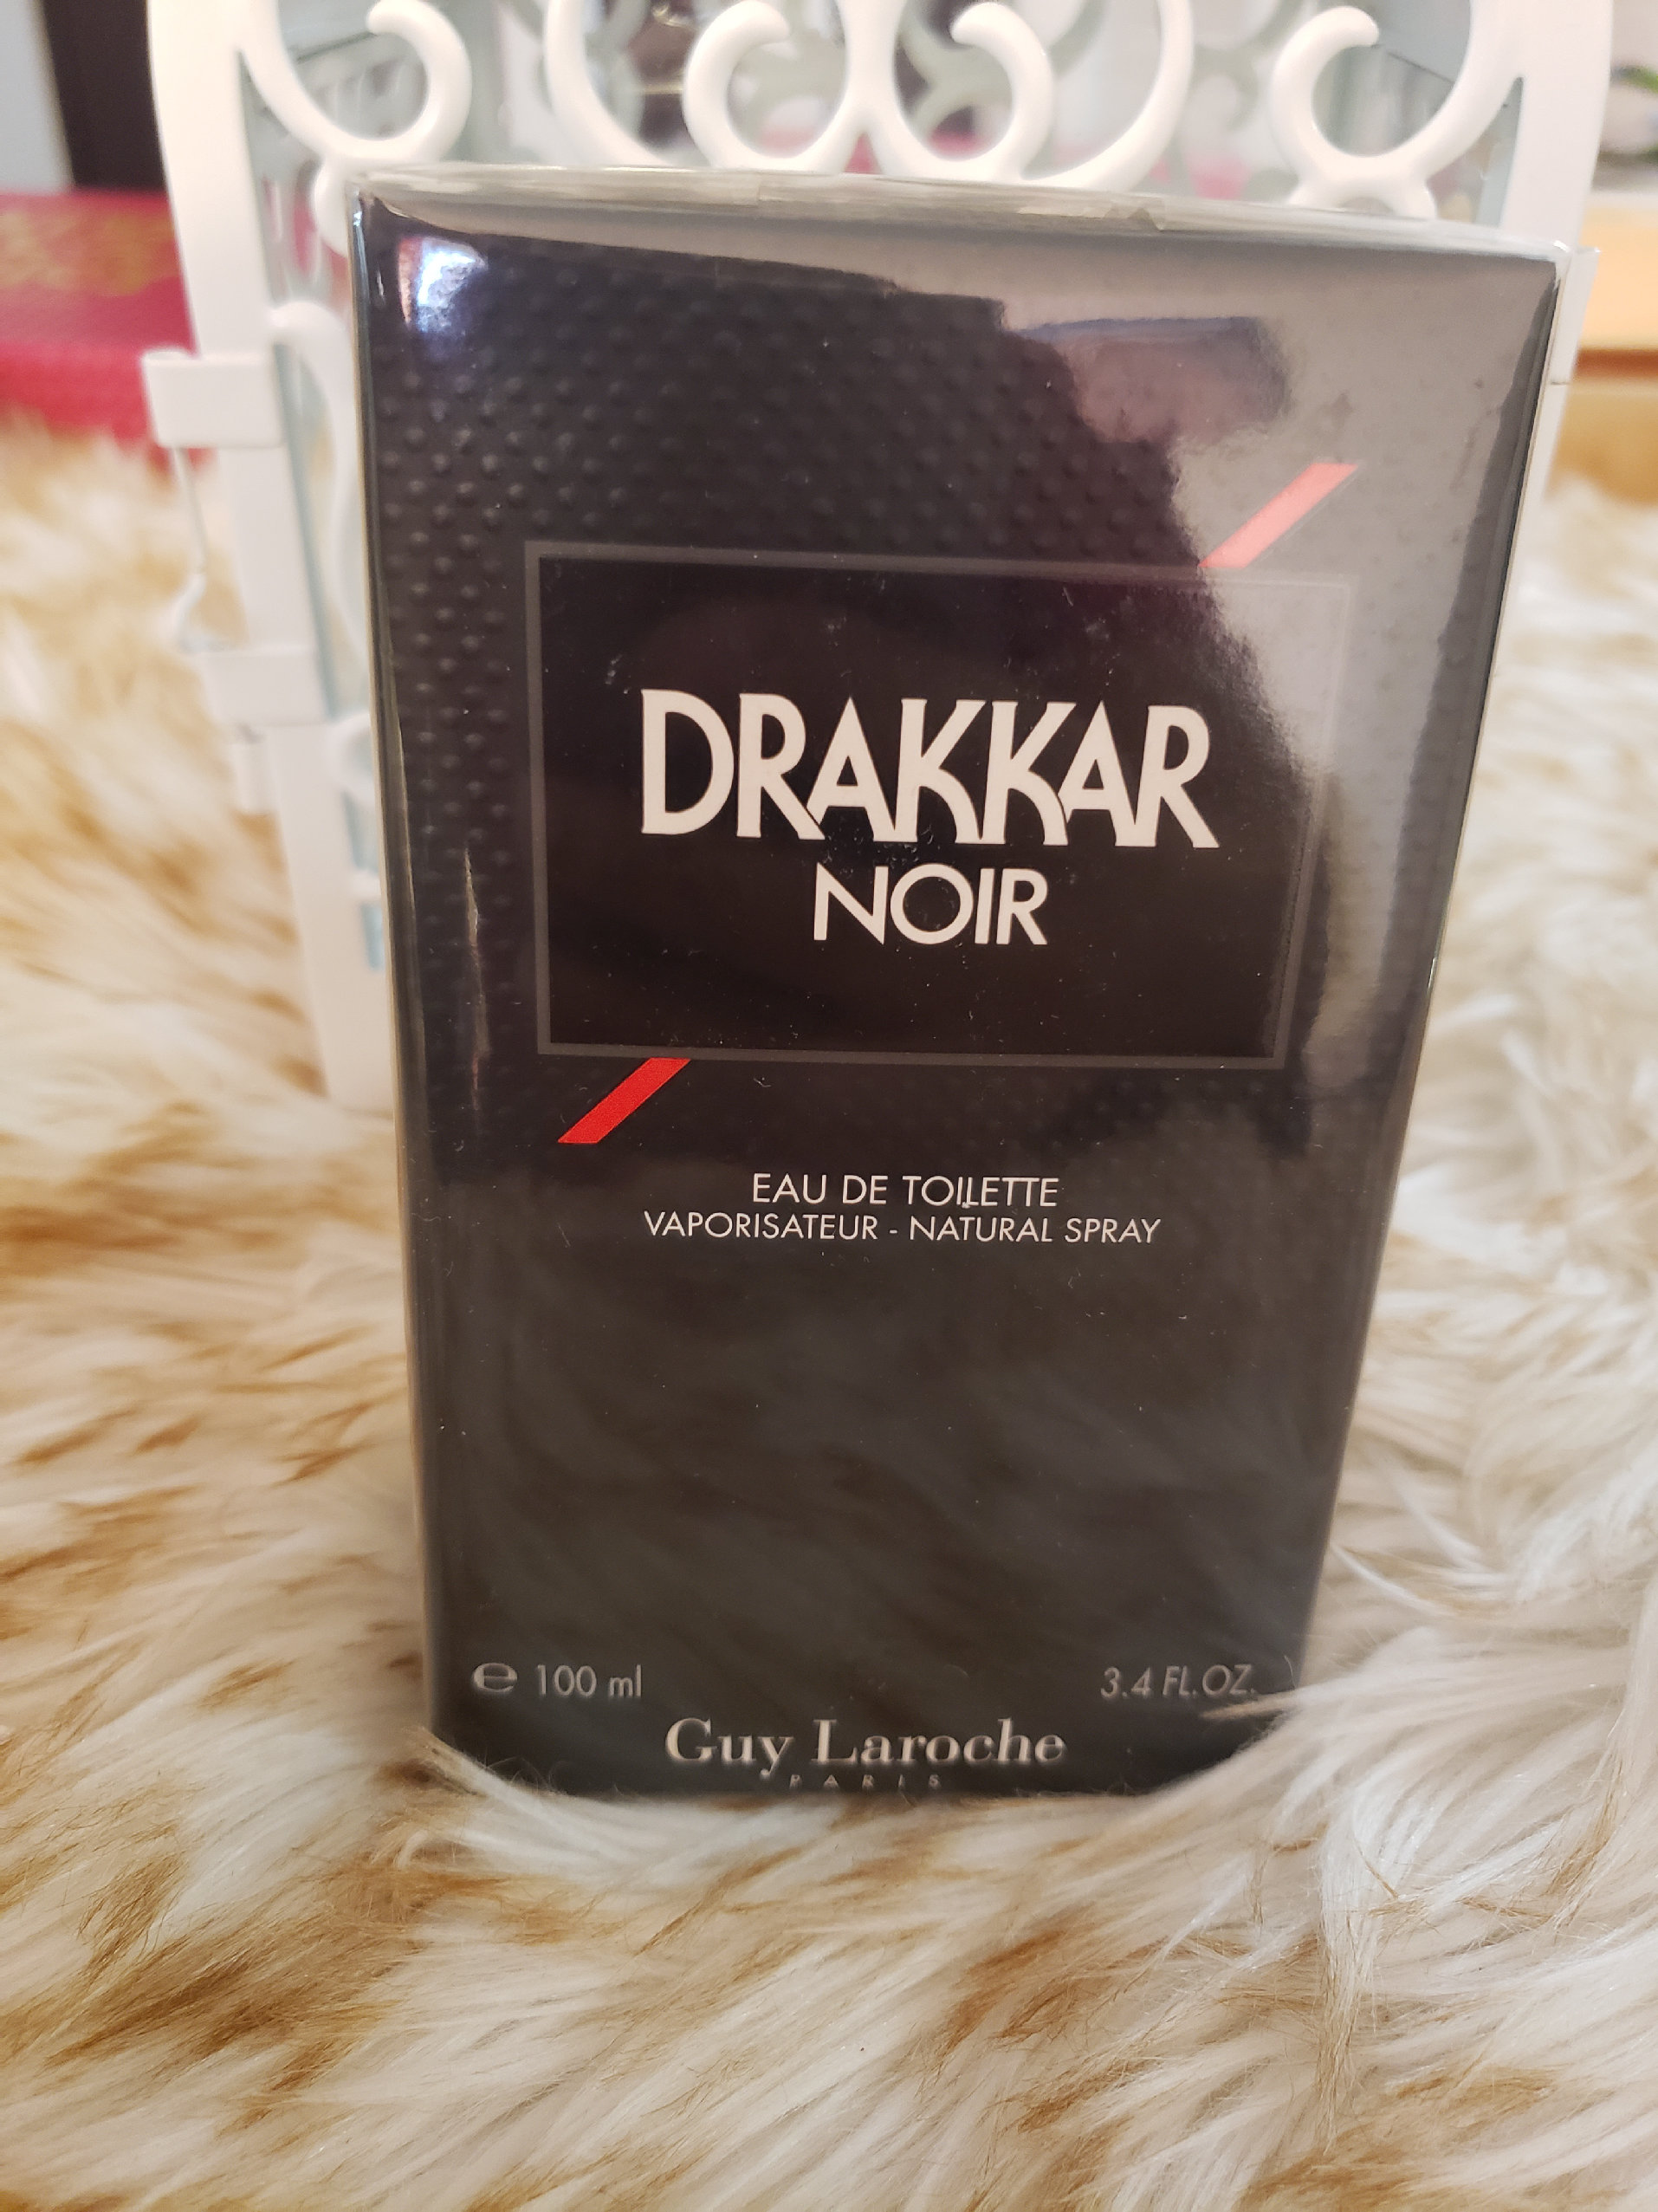 DRAKKAR
NOIR
EAU DE TOILETTE
VAPORISATEUR - NATURAL SPRAY
℮ 100 ml 3.4 FL.OZ.
Guy Laroche
PARIS